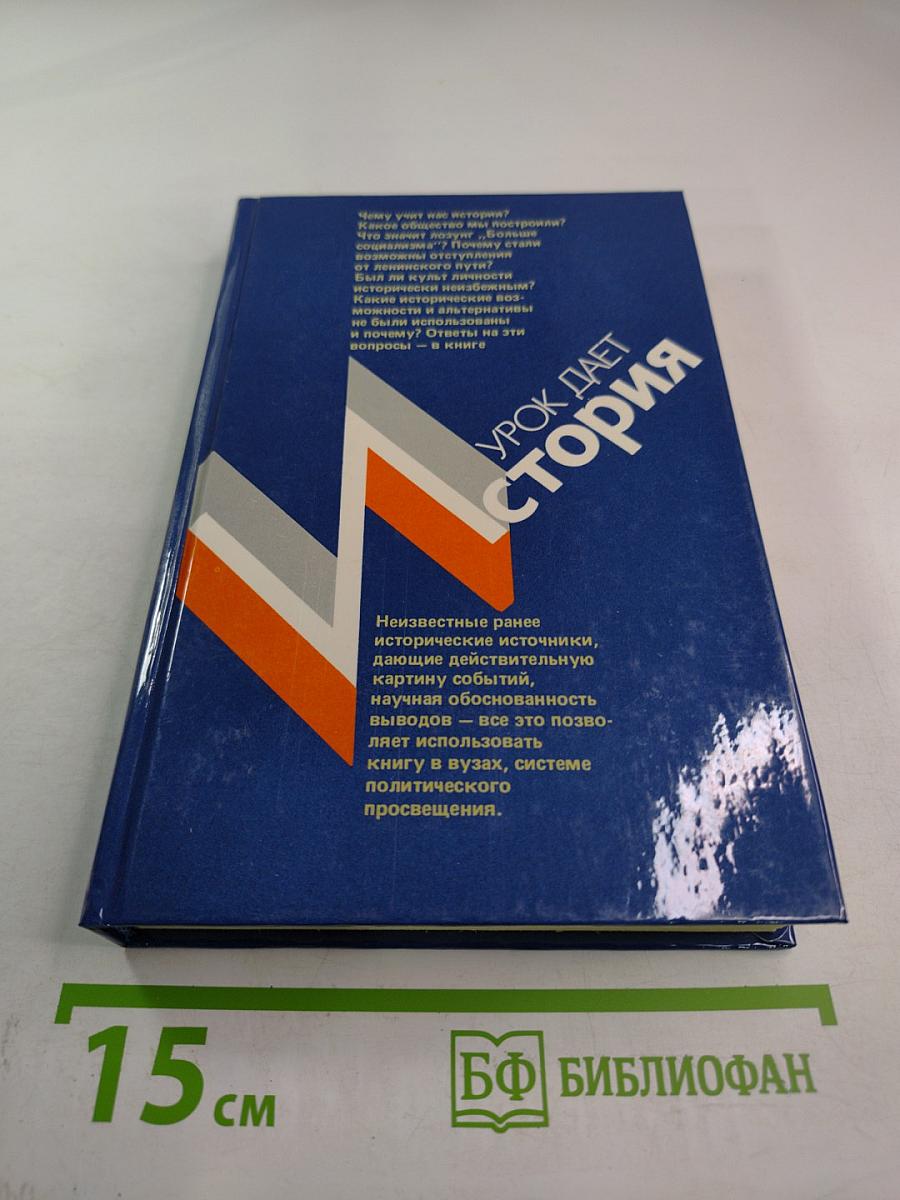 Чему учит нас история?
Какое общество мы построили?
Что значит лозунг „Больше
социализма"? Почему стали
возможны отступления
от ленинского пути?
Был ли культ личности
исторически неизбежным?
Какие исторические воз-
можности и альтернативы
не были использованы
и почему? Ответы на эти
вопросы — в книге
УРОК ДАЕТ
История
Неизвестные ранее
исторические источники,
дающие действительную
картину событий,
научная обоснованность
выводов — все это позво-
ляет использовать
книгу в вузах, системе
политического
просвещения.
15 см
БФ БИБЛИОФАН